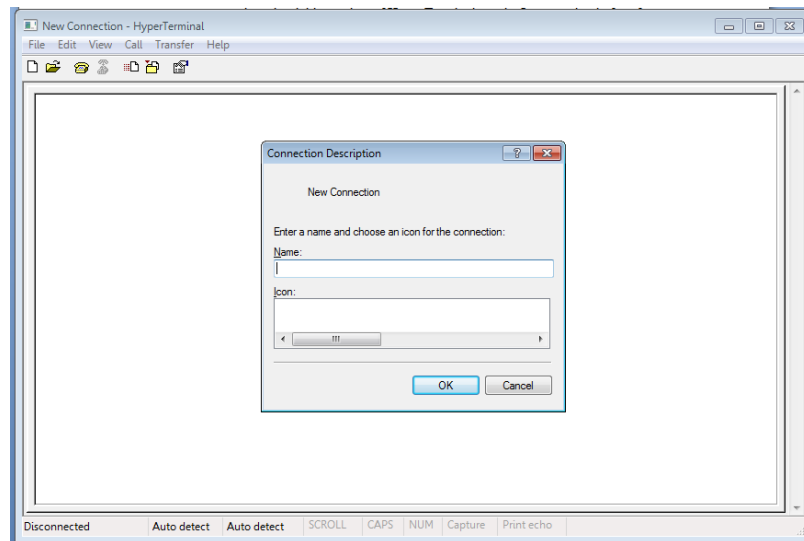 New Connection - HyperTerminal
File Edit View Call Transfer Help
Connection Description
New Connection
Enter a name and choose an icon for the connection:
Name:
Icon:
OK Cancel
Disconnected Auto detect Auto detect SCROLL CAPS NUM Capture Print echo